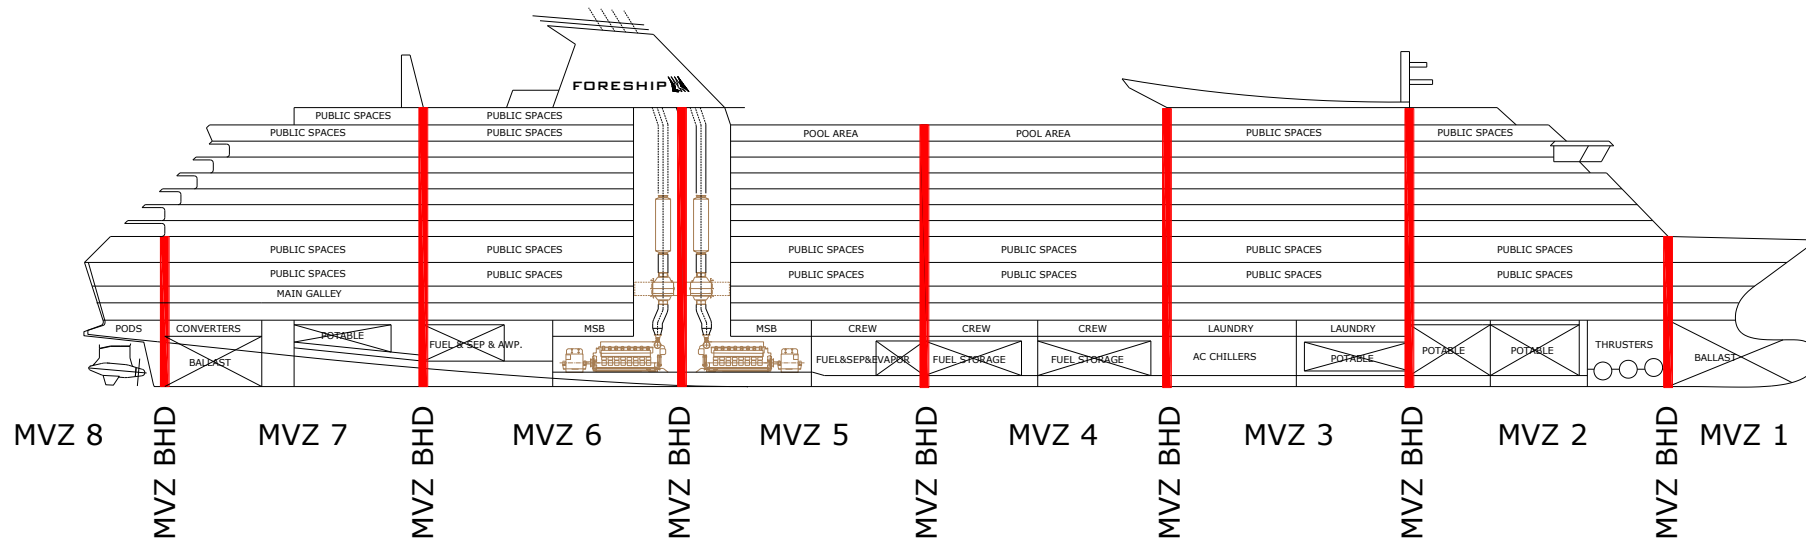 FORESHIP
PUBLIC SPACES PUBLIC SPACES
PUBLIC SPACES PUBLIC SPACES POOL AREA POOL AREA PUBLIC SPACES PUBLIC SPACES
PUBLIC SPACES PUBLIC SPACES PUBLIC SPACES PUBLIC SPACES PUBLIC SPACES PUBLIC SPACES
PUBLIC SPACES PUBLIC SPACES PUBLIC SPACES PUBLIC SPACES PUBLIC SPACES PUBLIC SPACES
MAIN GALLEY
PODS CONVERTERS MSB MSB CREW CREW CREW LAUNDRY LAUNDRY
POTABLE FUEL & SEP & AWP. THRUSTERS
BALLAST FUEL&SEP&EVAPOR FUEL STORAGE FUEL STORAGE AC CHILLERS POTABLE POTABLE POTABLE BALLAST
MVZ 8 MVZ 7 MVZ 6 MVZ 5 MVZ 4 MVZ 3 MVZ 2 MVZ 1
MVZ BHD
MVZ BHD
MVZ BHD
MVZ BHD
MVZ BHD
MVZ BHD
MVZ BHD